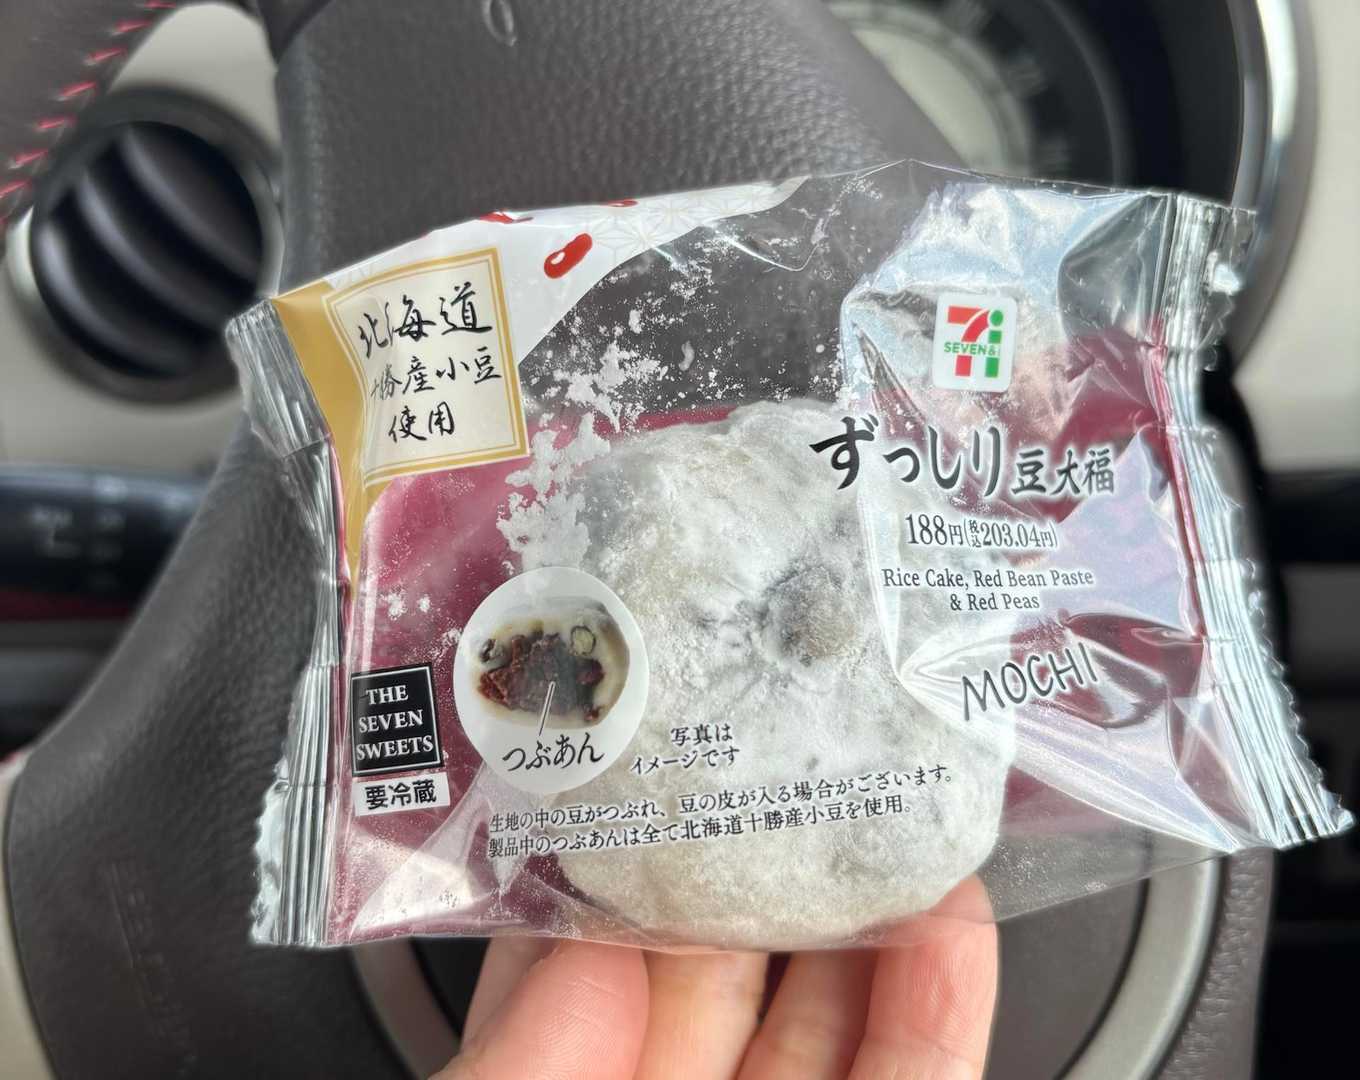 北海道
十勝産小豆
使用
7i
SEVEN&i
ずっしり豆大福
188円(税込203.04円)
Rice Cake, Red Bean Paste
& Red Peas
MOCHI
THE
SEVEN
SWEETS
要冷蔵
つぶあん
写真は
イメージです
生地の中の豆がつぶれ、豆の皮が入る場合がございます。
製品中のつぶあんは全て北海道十勝産小豆を使用。